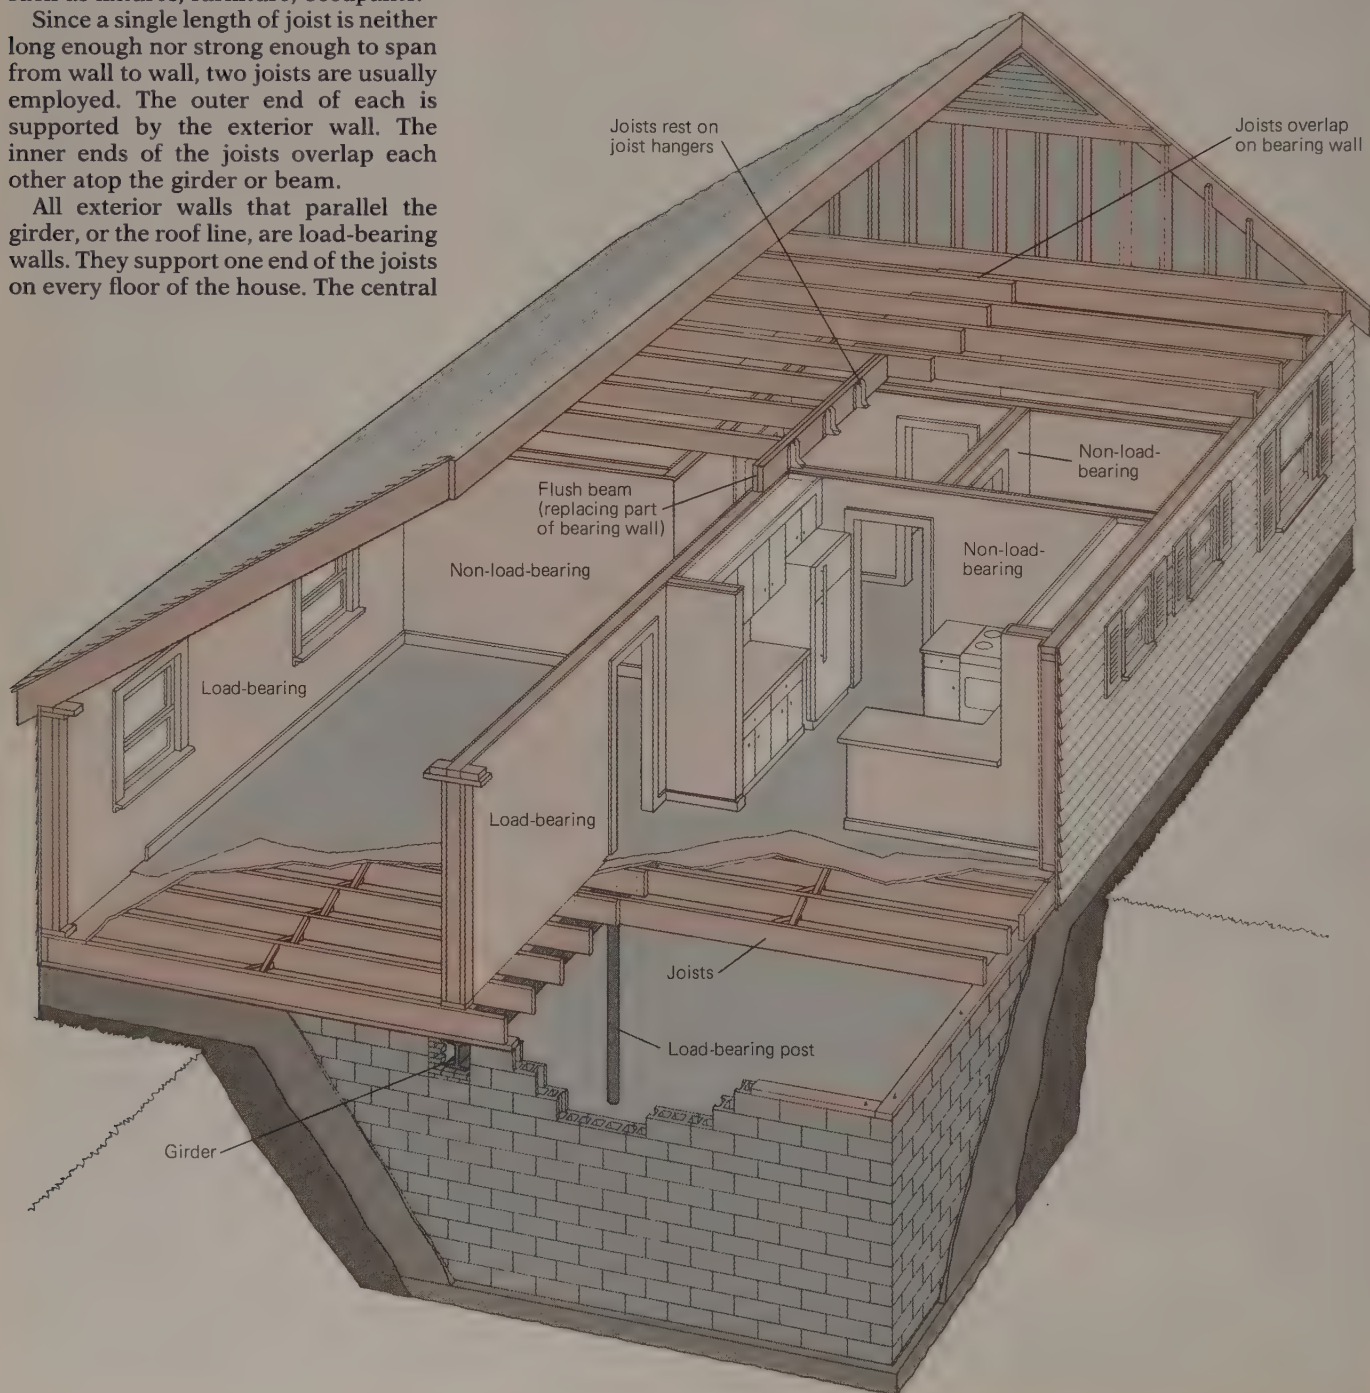 Since a single length of joist is neither
long enough nor strong enough to span
from wall to wall, two joists are usually
employed. The outer end of each is
supported by the exterior wall. The
inner ends of the joists overlap each
other atop the girder or beam.
All exterior walls that parallel the
girder, or the roof line, are load-bearing
walls. They support one end of the joists
on every floor of the house. The central
Joists rest on
joist hangers
Joists overlap
on bearing wall
Non-load-
bearing
Flush beam
(replacing part
of bearing wall)
Non-load-bearing
Non-load-
bearing
Load-bearing
Load-bearing
Joists
Load-bearing post
Girder